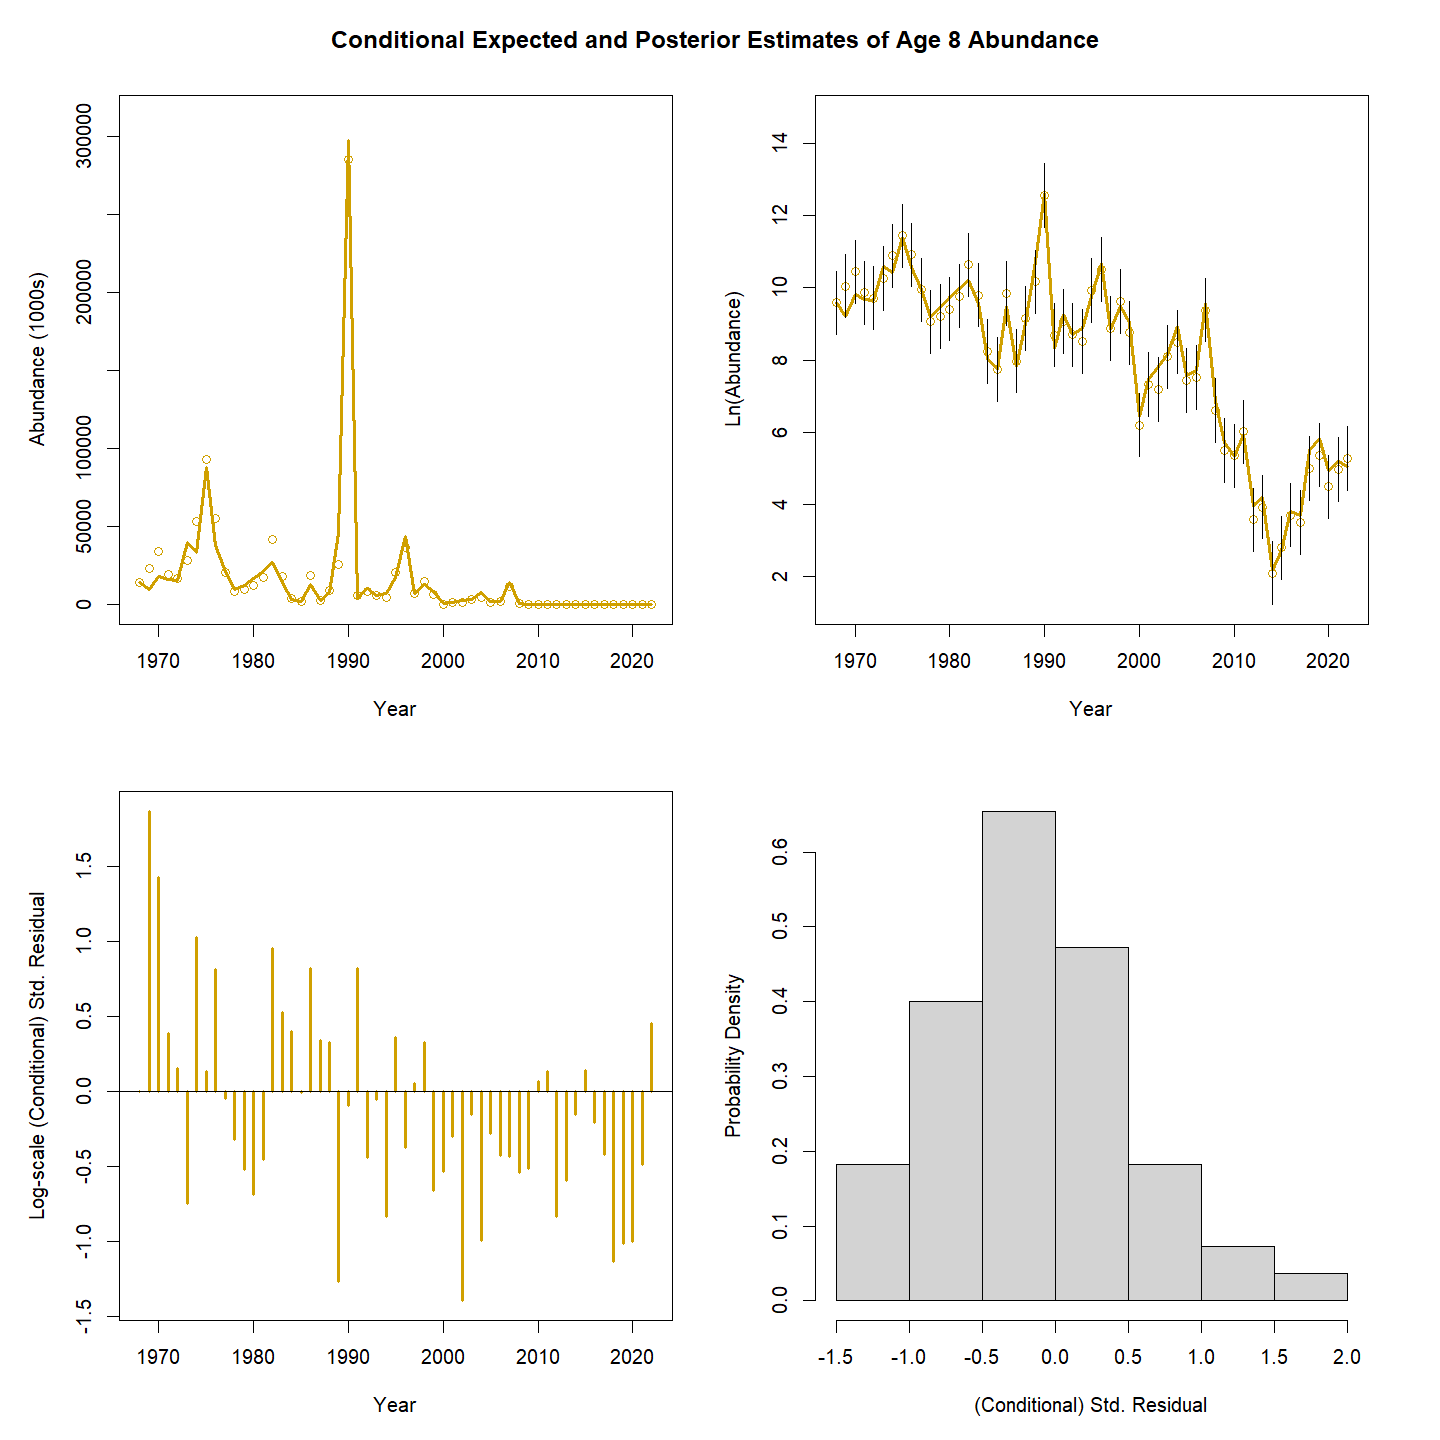 Conditional Expected and Posterior Estimates of Age 8 Abundance
Abundance (1000s)
0
50000
100000
200000
300000
1970 1980 1990 2000 2010 2020
Year
Ln(Abundance)
2
4
6
8
10
12
14
1970 1980 1990 2000 2010 2020
Year
Log-scale (Conditional) Std. Residual
-1.5
-1.0
-0.5
0.0
0.5
1.0
1.5
1970 1980 1990 2000 2010 2020
Year
Probability Density
0.0
0.1
0.2
0.3
0.4
0.5
0.6
-1.5 -1.0 -0.5 0.0 0.5 1.0 1.5 2.0
(Conditional) Std. Residual